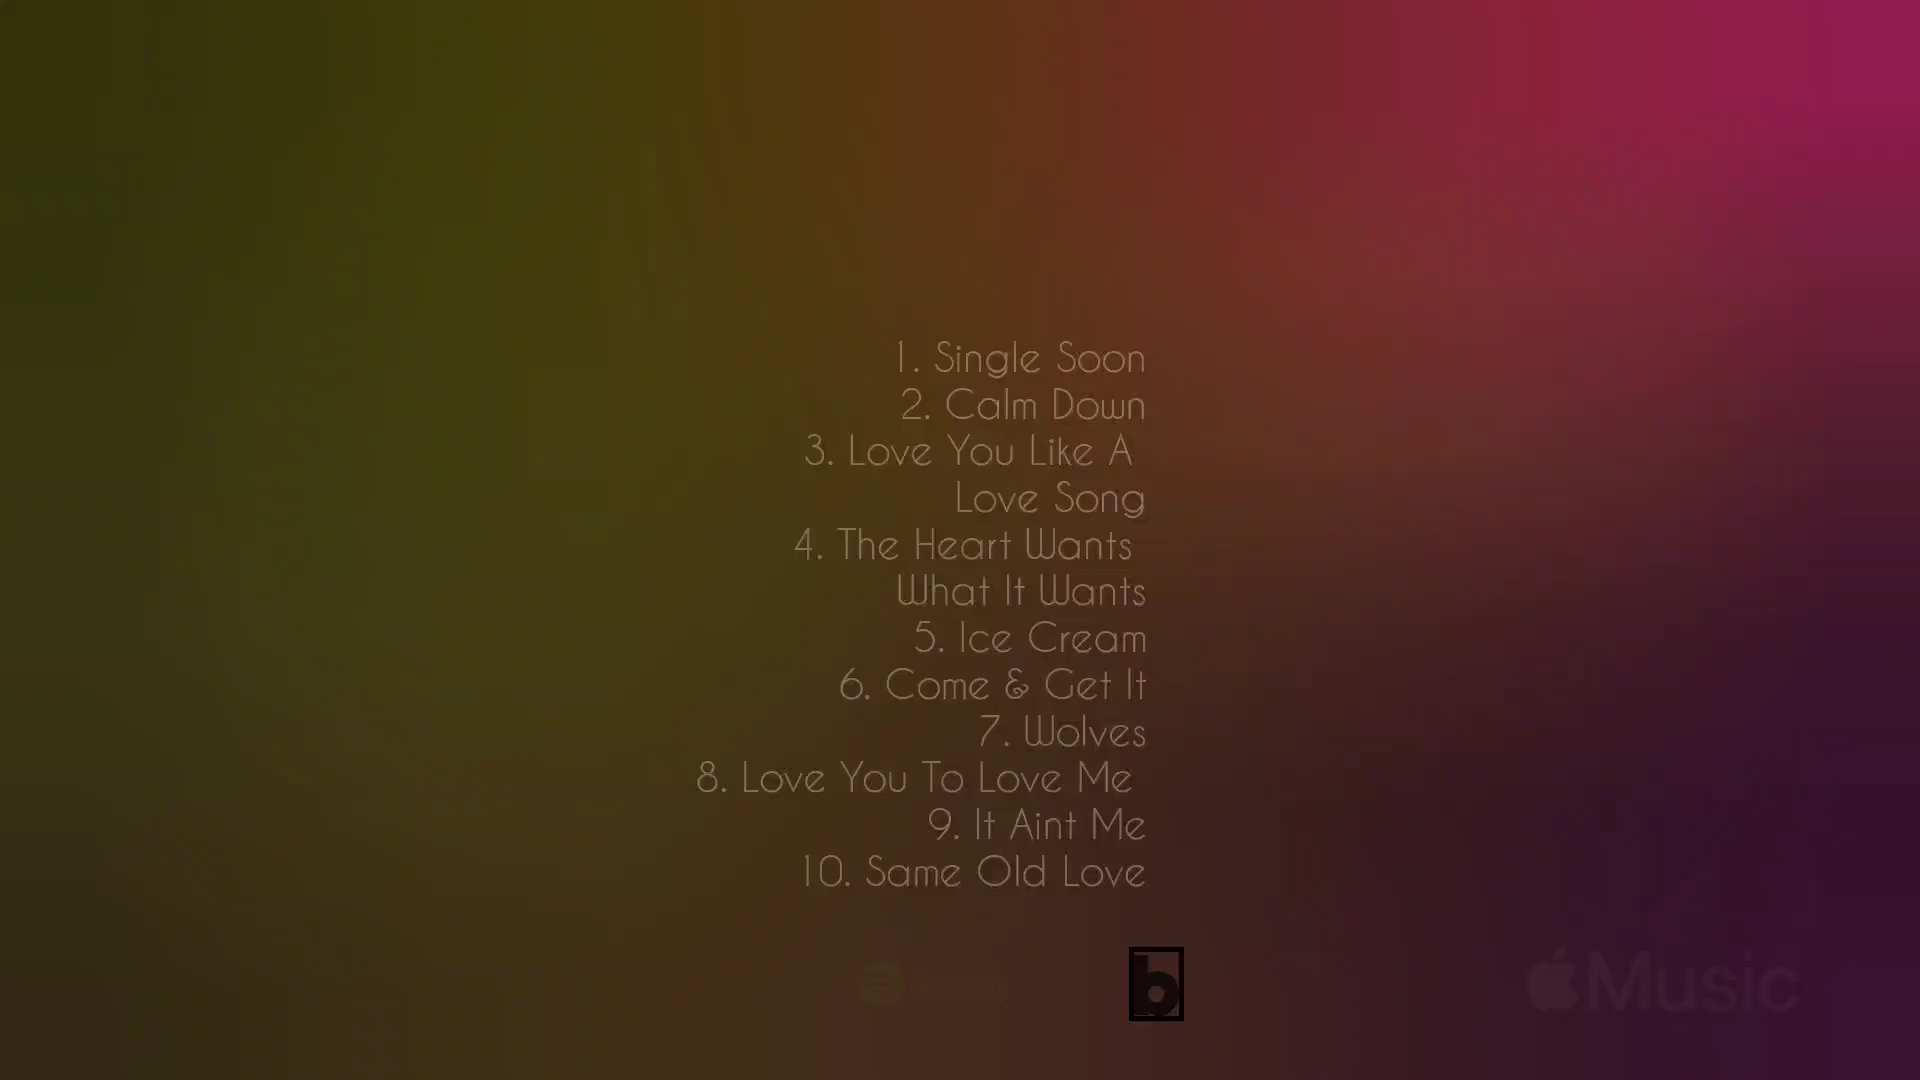 1. Single Soon
2. Calm Down
3. Love You Like A
Love Song
4. The Heart Wants
What It Wants
5. Ice Cream
6. Come & Get It
7. Wolves
8. Love You To Love Me
9. It Aint Me
10. Same Old Love
Spotify
b
Music